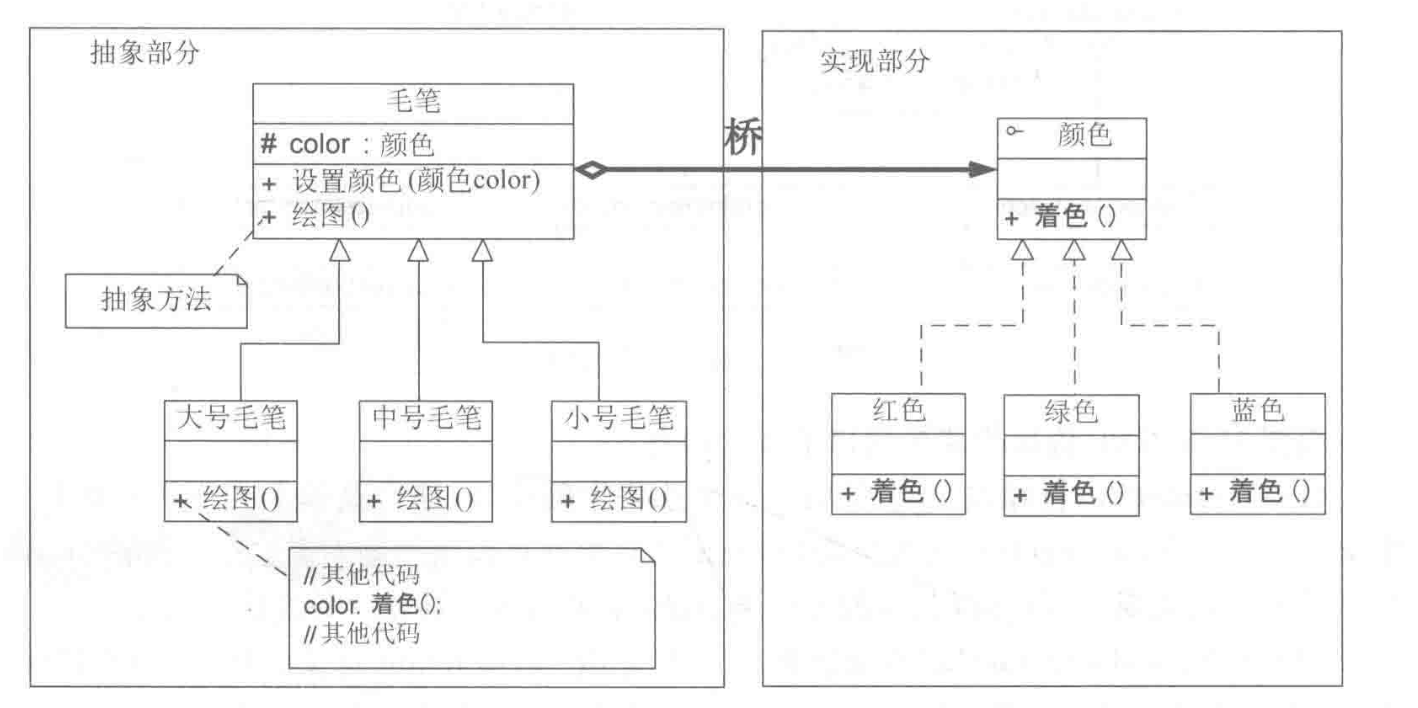 抽象部分
毛笔
# color : 颜色
+ 设置颜色(颜色color)
+ 绘图()
抽象方法
大号毛笔
+ 绘图()
中号毛笔
+ 绘图()
小号毛笔
+ 绘图()
//其他代码
color. 着色();
//其他代码
桥
实现部分
颜色
+ 着色()
红色
+ 着色()
绿色
+ 着色()
蓝色
+ 着色()